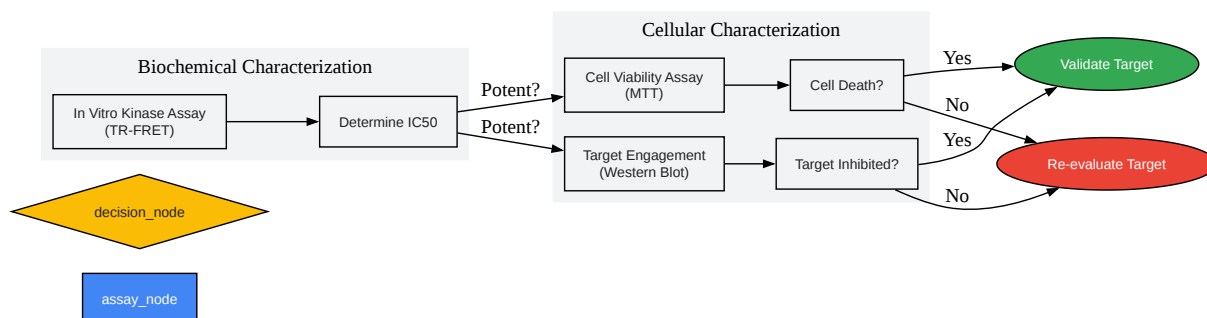 Biochemical Characterization
In Vitro Kinase Assay
(TR-FRET)
Determine IC50
Potent?
Potent?
Cellular Characterization
Cell Viability Assay
(MTT)
Cell Death?
Target Engagement
(Western Blot)
Target Inhibited?
Yes
No
Yes
No
Validate Target
Re-evaluate Target
decision_node
assay_node